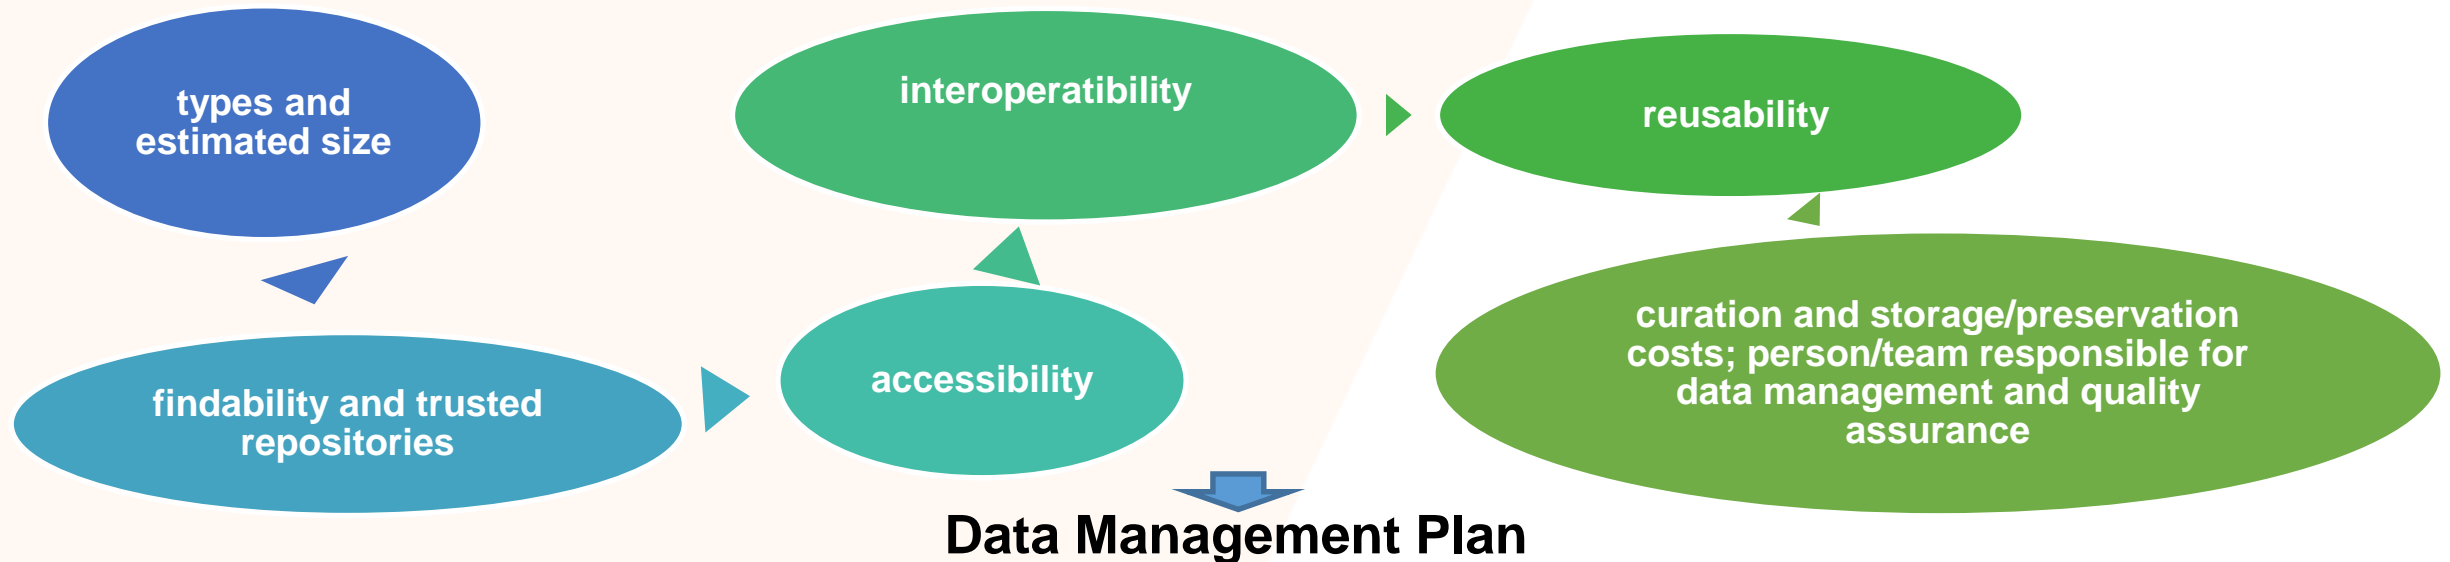 types and
estimated size
findability and trusted
repositories
accessibility
interoperatibility
reusability
curation and storage/preservation
costs; person/team responsible for
data management and quality
assurance
Data Management Plan